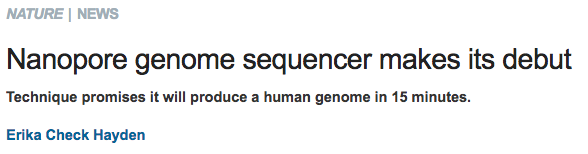 NATURE | NEWS
Nanopore genome sequencer makes its debut
Technique promises it will produce a human genome in 15 minutes.
Erika Check Hayden